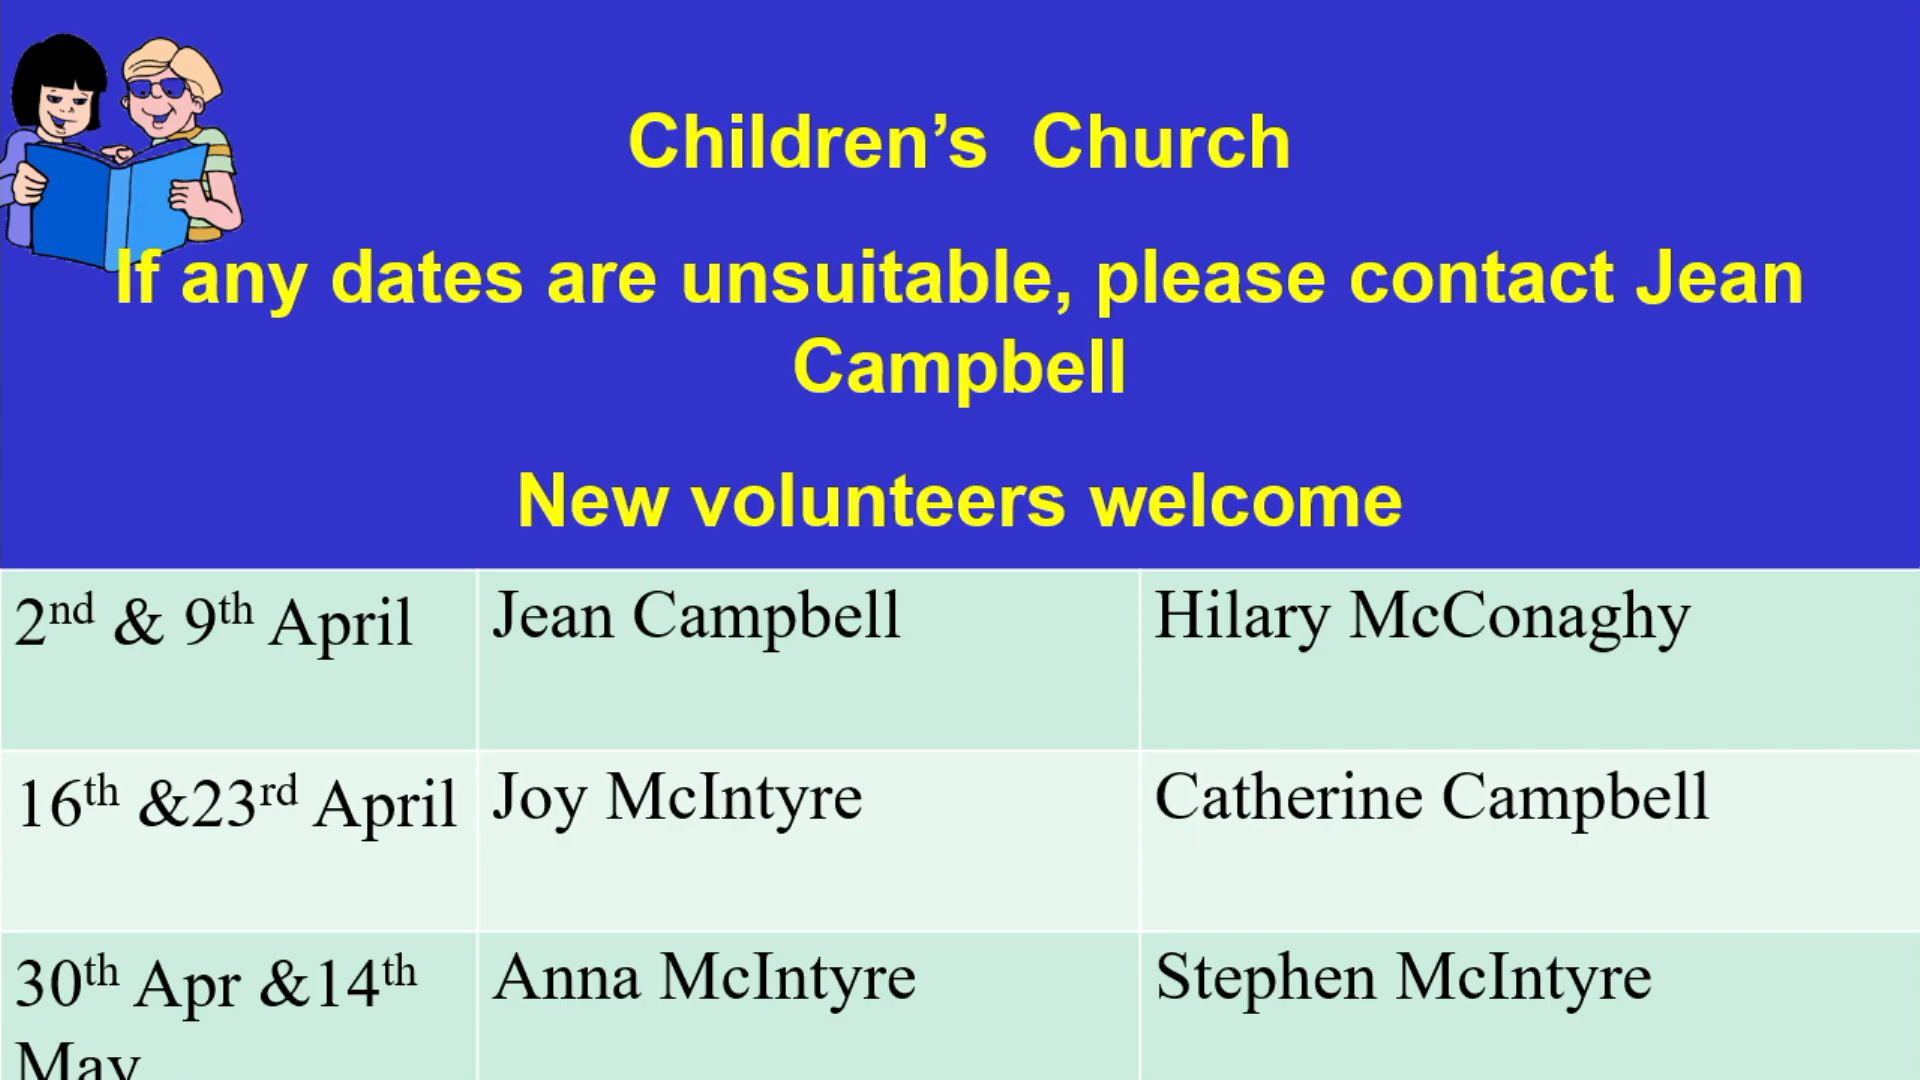 Children’s  Church
If any dates are unsuitable, please contact Jean
Campbell
New volunteers welcome
2nd & 9th April Jean Campbell Hilary McConaghy
16th &23rd April Joy McIntyre Catherine Campbell
30th Apr &14th Anna McIntyre Stephen McIntyre
May